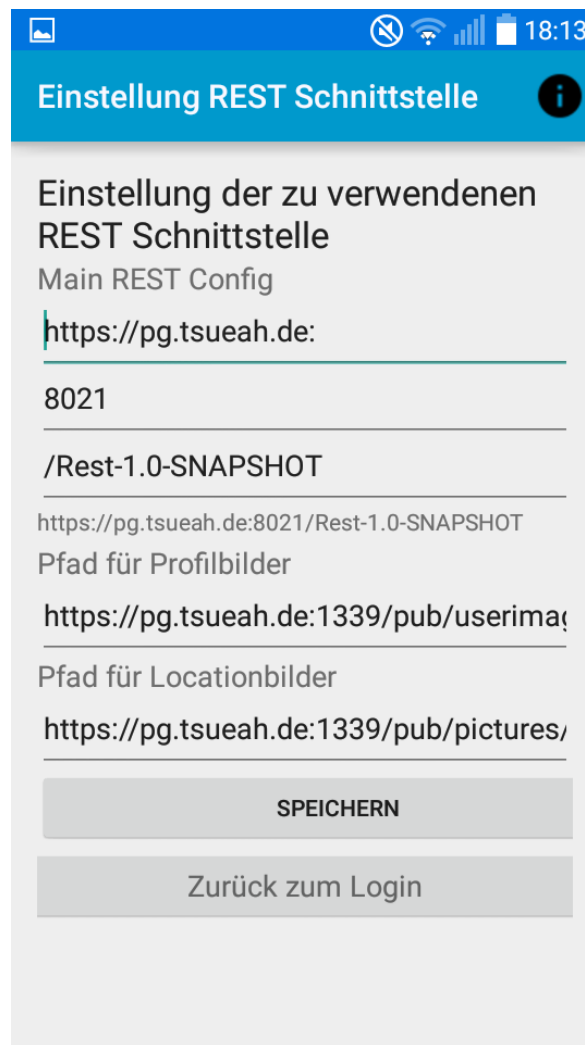 18:13
Einstellung REST Schnittstelle
Einstellung der zu verwendenen
REST Schnittstelle
Main REST Config
https://pg.tsueah.de:
8021
/Rest-1.0-SNAPSHOT
https://pg.tsueah.de:8021/Rest-1.0-SNAPSHOT
Pfad für Profilbilder
https://pg.tsueah.de:1339/pub/userimag
Pfad für Locationbilder
https://pg.tsueah.de:1339/pub/pictures/
SPEICHERN
Zurück zum Login